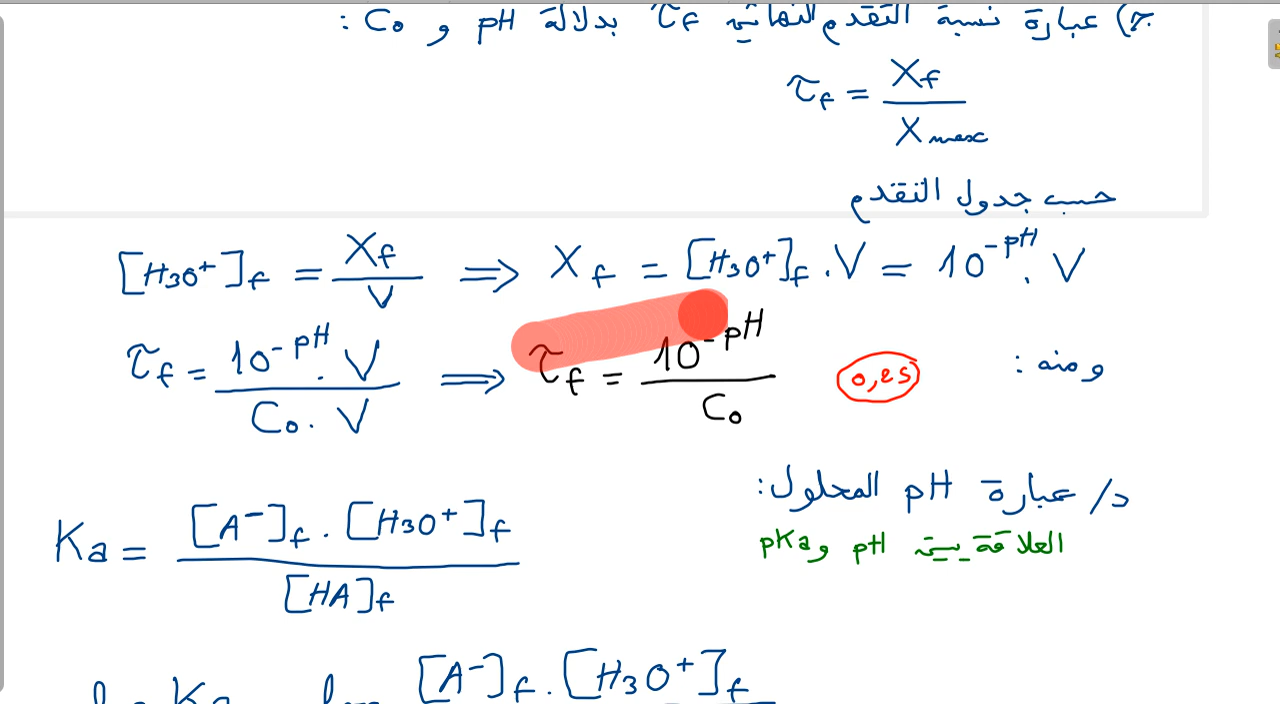 ج) عبارة نسبة التقدم النهائي τf بدلالة pH و C₀ :
τf = Xf / Xmax
حسب جدول التقدم
[H₃O⁺]f = Xf / V ⟹ Xf = [H₃O⁺]f . V = 10^-pH . V
ومنه :
τf = 10^-pH . V / C₀ . V ⟹ τf = 10^-pH / C₀ 0,25
د/ عبارة pH المحلول :
العلاقة بين pH و pKa
Ka = [A⁻]f . [H₃O⁺]f / [HA]f
[A⁻]f . [H₃O⁺]f